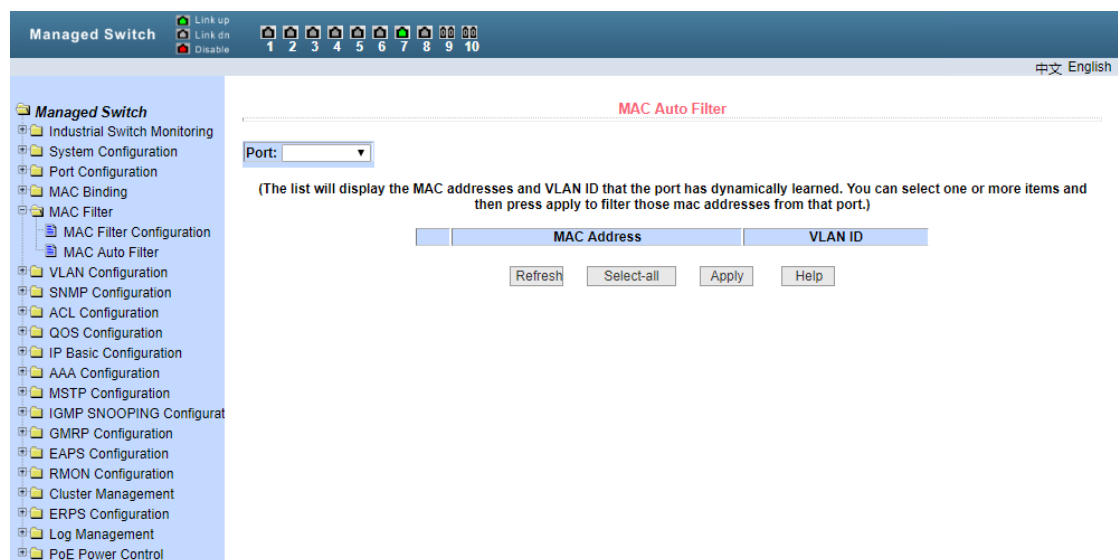 Managed Switch
Link up
Link dn
Disable
1 2 3 4 5 6 7 8 9 10
中文 English
Managed Switch
Industrial Switch Monitoring
System Configuration
Port Configuration
MAC Binding
MAC Filter
MAC Filter Configuration
MAC Auto Filter
VLAN Configuration
SNMP Configuration
ACL Configuration
QOS Configuration
IP Basic Configuration
AAA Configuration
MSTP Configuration
IGMP SNOOPING Configurat
GMRP Configuration
EAPS Configuration
RMON Configuration
Cluster Management
ERPS Configuration
Log Management
PoE Power Control
MAC Auto Filter
Port:
(The list will display the MAC addresses and VLAN ID that the port has dynamically learned. You can select one or more items and
then press apply to filter those mac addresses from that port.)
MAC Address VLAN ID
Refresh Select-all Apply Help